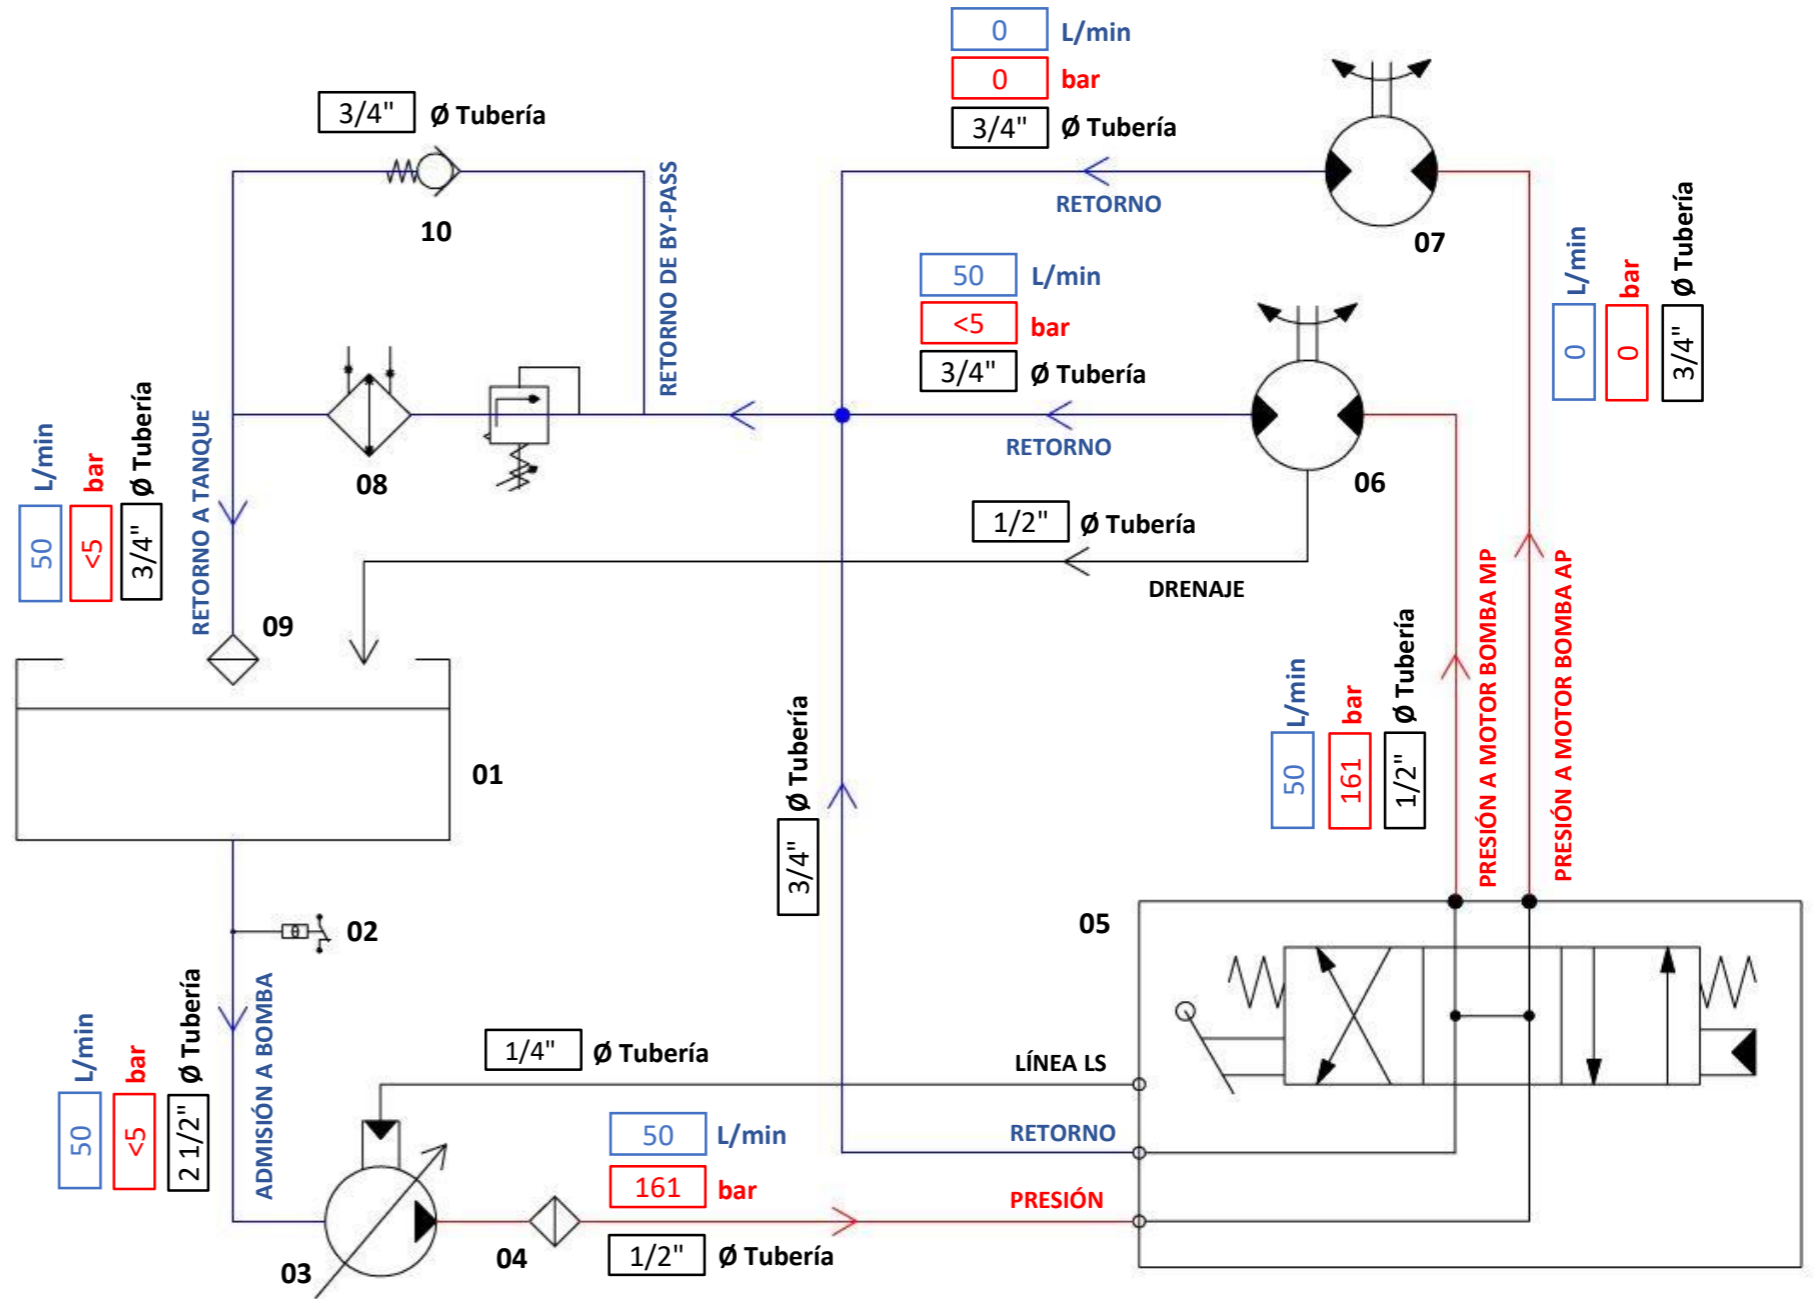 0 L/min
0 bar
3/4" Ø Tubería
3/4" Ø Tubería
10
RETORNO DE BY-PASS
RETORNO
07
50 L/min
<5 bar
3/4" Ø Tubería
RETORNO
06
0 L/min
0 bar
3/4" Ø Tubería
08
50 L/min
<5 bar
3/4" Ø Tubería
RETORNO A TANQUE
1/2" Ø Tubería
DRENAJE
09
01
3/4" Ø Tubería
50 L/min
161 bar
1/2" Ø Tubería
PRESIÓN A MOTOR BOMBA MP
PRESIÓN A MOTOR BOMBA AP
02
05
50 L/min
<5 bar
2 1/2" Ø Tubería
ADMISIÓN A BOMBA
1/4" Ø Tubería
LÍNEA LS
50 L/min
RETORNO
161 bar
PRESIÓN
03
04
1/2" Ø Tubería